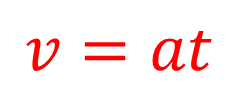 v = at